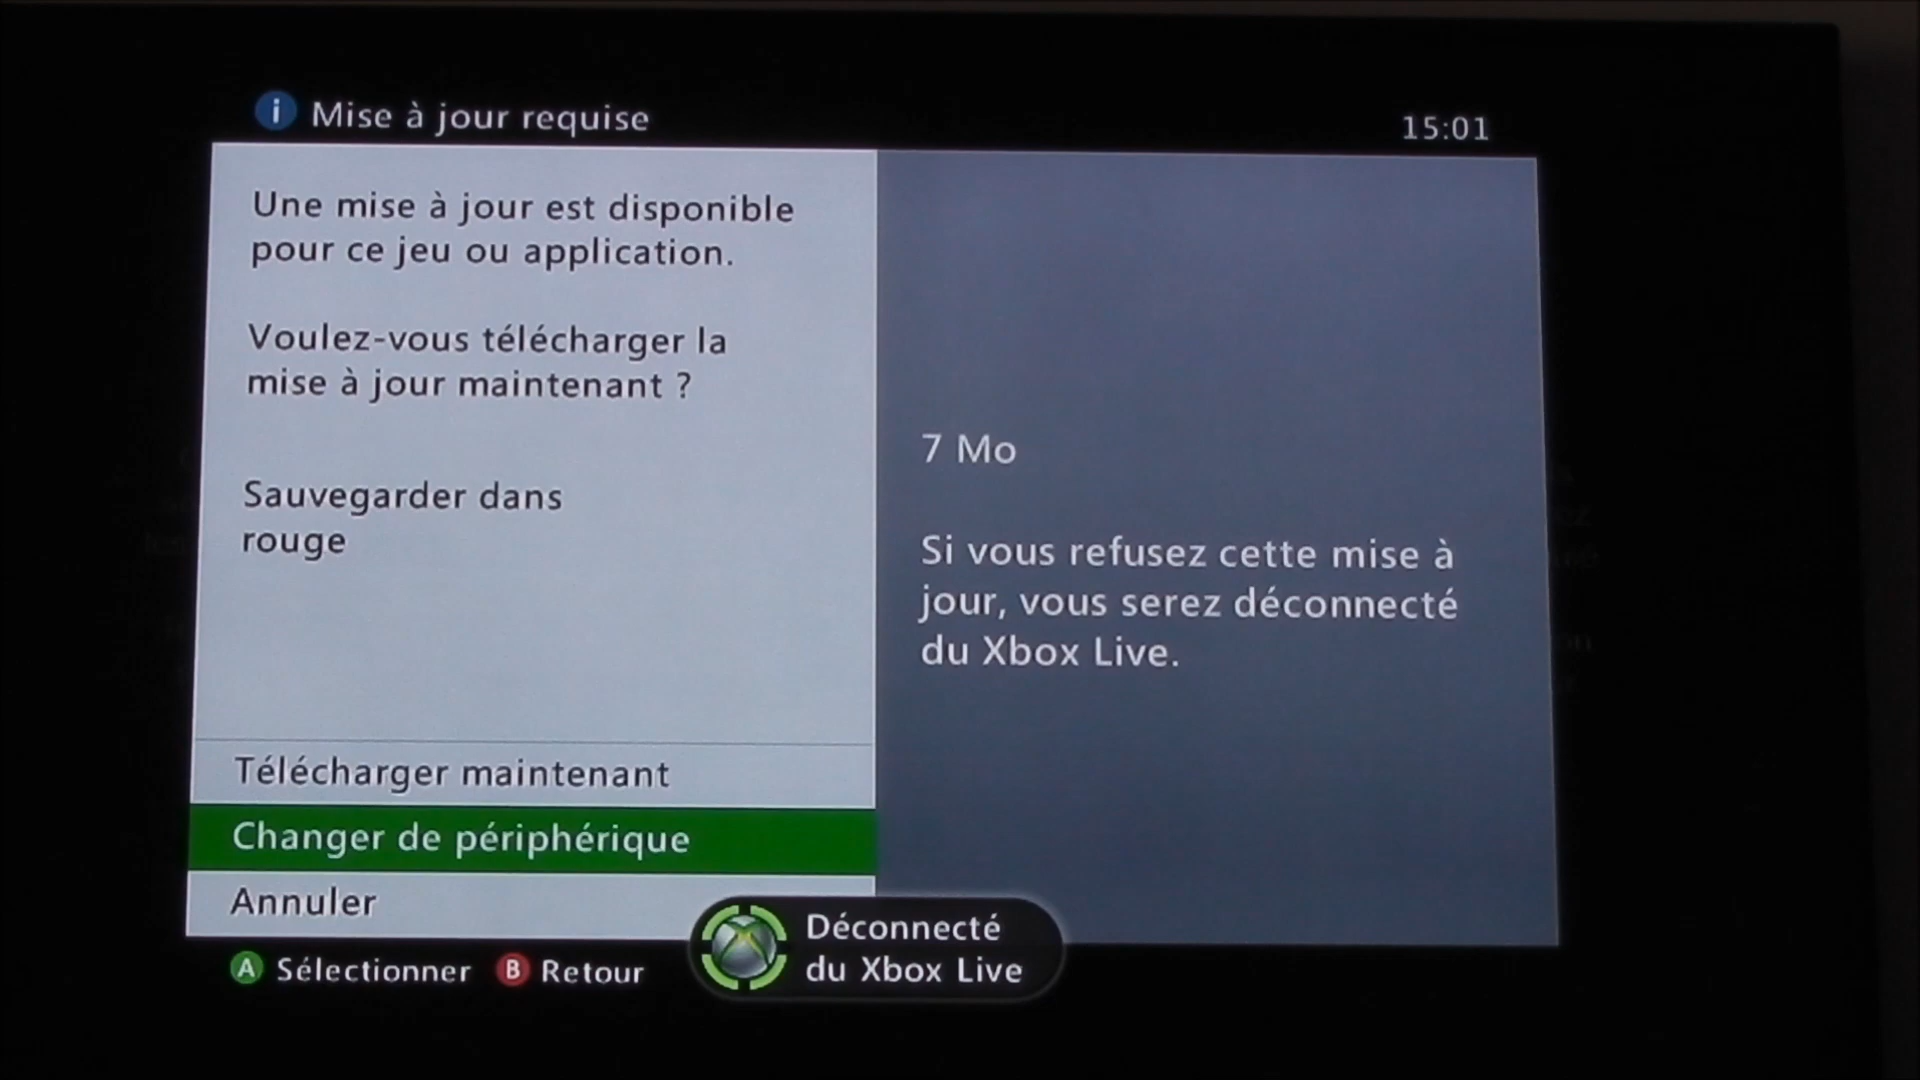 i Mise à jour requise
15:01
Une mise à jour est disponible
pour ce jeu ou application.
Voulez-vous télécharger la
mise à jour maintenant ?
Sauvegarder dans
rouge
7 Mo
Si vous refusez cette mise à
jour, vous serez déconnecté
du Xbox Live.
Télécharger maintenant
Changer de périphérique
Annuler
A Sélectionner B Retour
Déconnecté
du Xbox Live